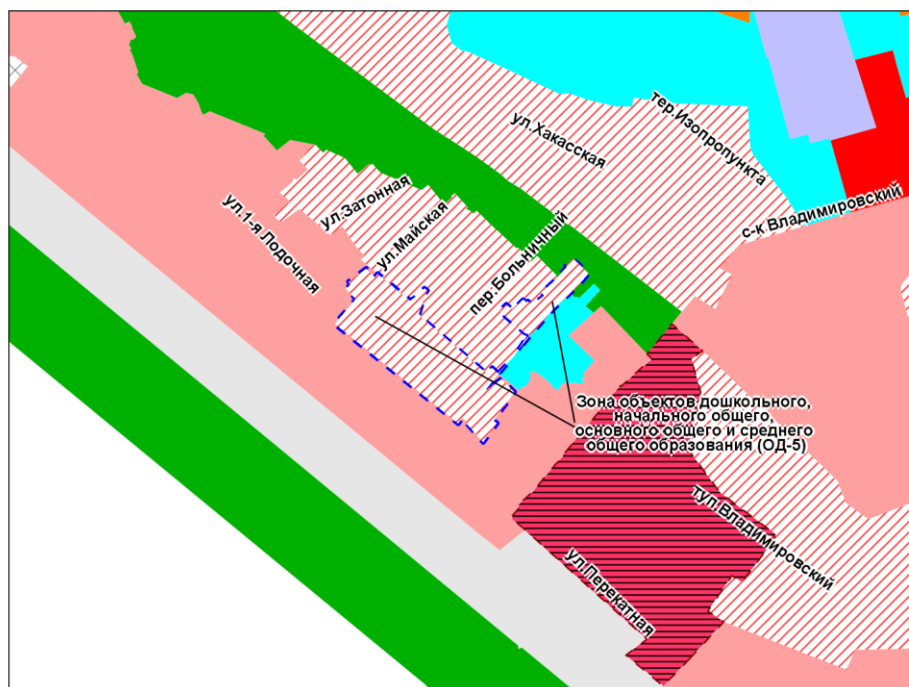 ул.Хакасская
тер.Изопропункта
с-к Владимировский
ул.Затонная
ул.Майская
ул.1-я Лодочная
пер.Больничный
Зона объектов дошкольного,
начального общего,
основного общего и среднего
общего образования (ОД-5)
туп.Владимировский
ул.Перекатная